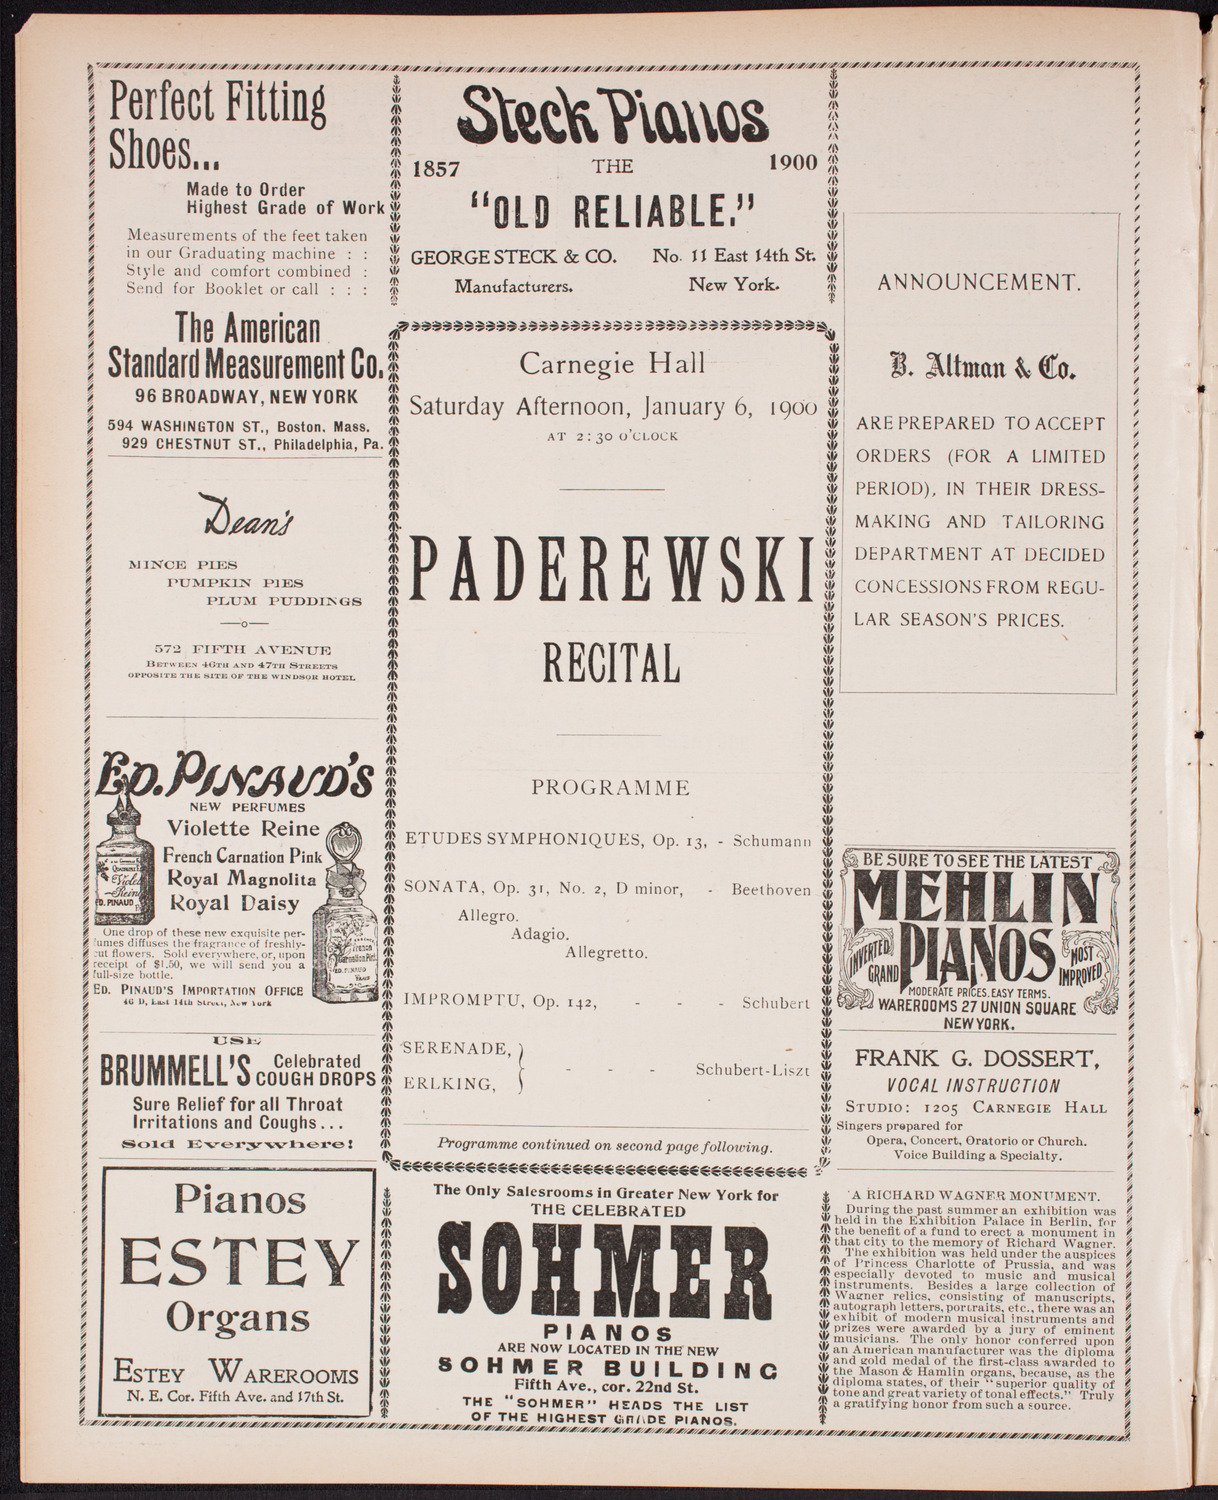 Perfect Fitting
Shoes...
Made to Order
Highest Grade of Work
Measurements of the feet taken
in our Graduating machine : :
Style and comfort combined :
Send for Booklet or call : : :
The American
Standard Measurement Co.
96 BROADWAY, NEW YORK
594 WASHINGTON ST., Boston. Mass.
929 CHESTNUT ST., Philadelphia, Pa.
Dean's
MINCE PIES
PUMPKIN PIES
PLUM PUDDINGS
—o—
572 FIFTH AVENUE
BETWEEN 46TH AND 47TH STREETS
OPPOSITE THE SITE OF THE WINDSOR HOTEL
ED. PINAUD'S
NEW PERFUMES
Violette Reine
French Carnation Pink
Royal Magnolita
Royal Daisy
One drop of these new exquisite per-
fumes diffuses the fragrance of freshly-
cut flowers. Sold everywhere, or, upon
receipt of $1.50, we will send you a
full-size bottle.
ED. PINAUD'S IMPORTATION OFFICE
46 D, East 14th Street, New York
USE
BRUMMELL'S Celebrated
COUGH DROPS
Sure Relief for all Throat
Irritations and Coughs...
Sold Everywhere!
Pianos
ESTEY
Organs
ESTEY WAREROOMS
N. E. Cor. Fifth Ave. and 17th St.
Steck Pianos
1857 THE 1900
"OLD RELIABLE."
GEORGE STECK & CO. No. 11 East 14th St.
Manufacturers. New York.
Carnegie Hall
Saturday Afternoon, January 6, 1900
AT 2:30 O'CLOCK
PADEREWSKI
RECITAL
PROGRAMME
ETUDES SYMPHONIQUES, Op. 13, - Schumann
SONATA, Op. 31, No. 2, D minor, - Beethoven
Allegro.
Adagio.
Allegretto.
IMPROMPTU, Op. 142, - - - Schubert
SERENADE,
ERLKING, } - - - Schubert-Liszt
Programme continued on second page following.
The Only Salesrooms in Greater New York for
THE CELEBRATED
SOHMER
PIANOS
ARE NOW LOCATED IN THE NEW
SOHMER BUILDING
Fifth Ave., cor. 22nd St.
THE "SOHMER" HEADS THE LIST
OF THE HIGHEST GRADE PIANOS.
ANNOUNCEMENT.
B. Altman & Co.
ARE PREPARED TO ACCEPT
ORDERS (FOR A LIMITED
PERIOD), IN THEIR DRESS-
MAKING AND TAILORING
DEPARTMENT AT DECIDED
CONCESSIONS FROM REGU-
LAR SEASON'S PRICES.
BE SURE TO SEE THE LATEST
MEHLIN
INVERTED GRAND PIANOS MOST IMPROVED
MODERATE PRICES. EASY TERMS.
WAREROOMS 27 UNION SQUARE
NEW YORK.
FRANK G. DOSSERT,
VOCAL INSTRUCTION
STUDIO: 1205 CARNEGIE HALL
Singers prepared for
Opera, Concert, Oratorio or Church.
Voice Building a Specialty.
A RICHARD WAGNER MONUMENT.
During the past summer an exhibition was
held in the Exhibition Palace in Berlin, for
the benefit of a fund to erect a monument in
that city to the memory of Richard Wagner.
The exhibition was held under the auspices
of Princess Charlotte of Prussia, and was
especially devoted to music and musical
instruments. Besides a large collection of
Wagner relics, consisting of manuscripts,
autograph letters, portraits, etc., there was an
exhibit of modern musical instruments and
prizes were awarded by a jury of eminent
musicians. The only honor conferred upon
an American manufacturer was the diploma
and gold medal of the first-class awarded to
the Mason & Hamlin organs, because, as the
diploma states, of their "superior quality of
tone and great variety of tonal effects." Truly
a gratifying honor from such a source.